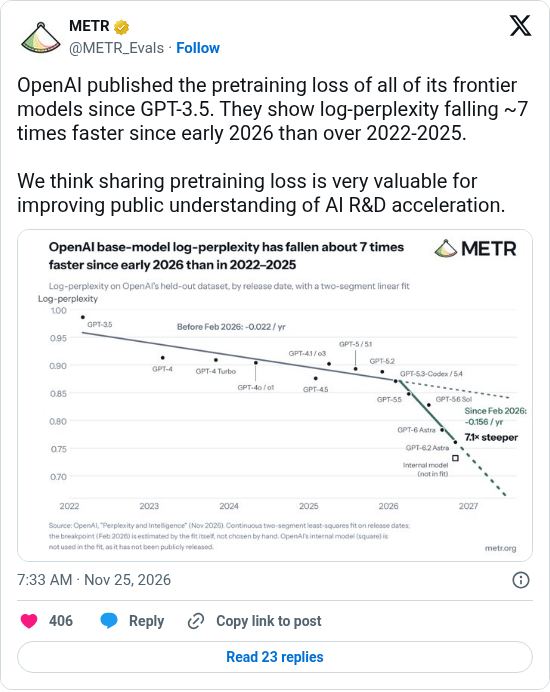 METR
@METR_Evals · Follow
OpenAI published the pretraining loss of all of its frontier
models since GPT-3.5. They show log-perplexity falling ~7
times faster since early 2026 than over 2022-2025.
We think sharing pretraining loss is very valuable for
improving public understanding of AI R&D acceleration.
OpenAI base-model log-perplexity has fallen about 7 times
faster since early 2026 than in 2022–2025
METR
Log-perplexity on OpenAI's held-out dataset, by release date, with a two-segment linear fit
Log-perplexity
1.00
0.95
0.90
0.85
0.80
0.75
0.70
GPT-3.5
Before Feb 2026: -0.022 / yr
GPT-4
GPT-4 Turbo
GPT-4o / o1
GPT-4.1 / o3
GPT-4.5
GPT-5 / 5.1
GPT-5.2
GPT-5.3-Codex / 5.4
GPT-5.5
GPT-5.6 Sol
Since Feb 2026:
-0.156 / yr
7.1× steeper
GPT-6 Astra
GPT-6.2 Astra
Internal model
(not in fit)
2022
2023
2024
2025
2026
2027
Source: OpenAI, "Perplexity and Intelligence" (Nov 2026). Continuous two-segment least-squares fit on release dates;
the breakpoint (Feb 2026) is estimated by the fit itself, not chosen by hand. OpenAI's internal model (square) is
not used in the fit, as it has not been publicly released.
metr.org
7:33 AM · Nov 25, 2026
406
Reply
Copy link to post
Read 23 replies